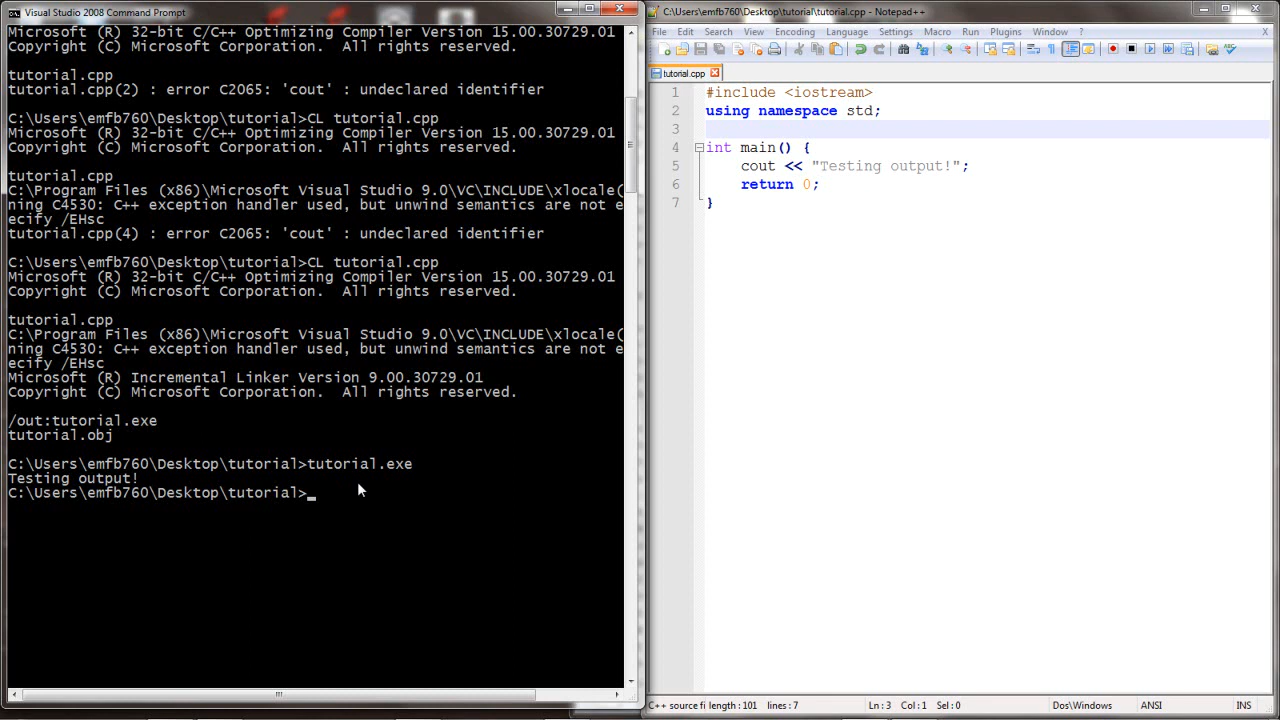 Visual Studio 2008 Command Prompt
Microsoft (R) 32-bit C/C++ Optimizing Compiler Version 15.00.30729.01
Copyright (C) Microsoft Corporation.  All rights reserved.
tutorial.cpp
tutorial.cpp(2) : error C2065: 'cout' : undeclared identifier
C:\Users\emfb760\Desktop\tutorial>CL tutorial.cpp
Microsoft (R) 32-bit C/C++ Optimizing Compiler Version 15.00.30729.01
Copyright (C) Microsoft Corporation.  All rights reserved.
tutorial.cpp
C:\Program Files (x86)\Microsoft Visual Studio 9.0\VC\INCLUDE\xlocale(
ning C4530: C++ exception handler used, but unwind semantics are not e
ecify /EHsc
tutorial.cpp(4) : error C2065: 'cout' : undeclared identifier
C:\Users\emfb760\Desktop\tutorial>CL tutorial.cpp
Microsoft (R) 32-bit C/C++ Optimizing Compiler Version 15.00.30729.01
Copyright (C) Microsoft Corporation.  All rights reserved.
tutorial.cpp
C:\Program Files (x86)\Microsoft Visual Studio 9.0\VC\INCLUDE\xlocale(
ning C4530: C++ exception handler used, but unwind semantics are not e
ecify /EHsc
Microsoft (R) Incremental Linker Version 9.00.30729.01
Copyright (C) Microsoft Corporation.  All rights reserved.
/out:tutorial.exe
tutorial.obj
C:\Users\emfb760\Desktop\tutorial>tutorial.exe
Testing output!
C:\Users\emfb760\Desktop\tutorial>_
C:\Users\emfb760\Desktop\tutorial\tutorial.cpp - Notepad++
File Edit Search View Encoding Language Settings Macro Run Plugins Window ?
tutorial.cpp
1 #include <iostream>
2 using namespace std;
3
4 int main() {
5 cout << "Testing output!";
6 return 0;
7 }
C++ source fi length : 101 lines : 7 Ln : 3 Col : 1 Sel : 0 Dos\Windows ANSI INS